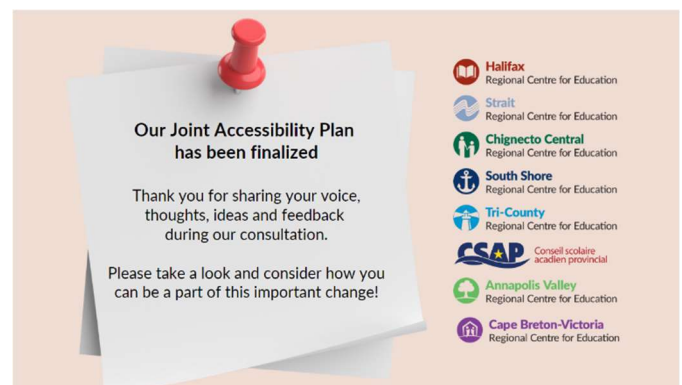 Our Joint Accessibility Plan
has been finalized
Thank you for sharing your voice,
thoughts, ideas and feedback
during our consultation.
Please take a look and consider how you
can be a part of this important change!
Halifax
Regional Centre for Education
Strait
Regional Centre for Education
Chignecto Central
Regional Centre for Education
South Shore
Regional Centre for Education
Tri-County
Regional Centre for Education
CSAP
Conseil scolaire
acadien provincial
Annapolis Valley
Regional Centre for Education
Cape Breton-Victoria
Regional Centre for Education